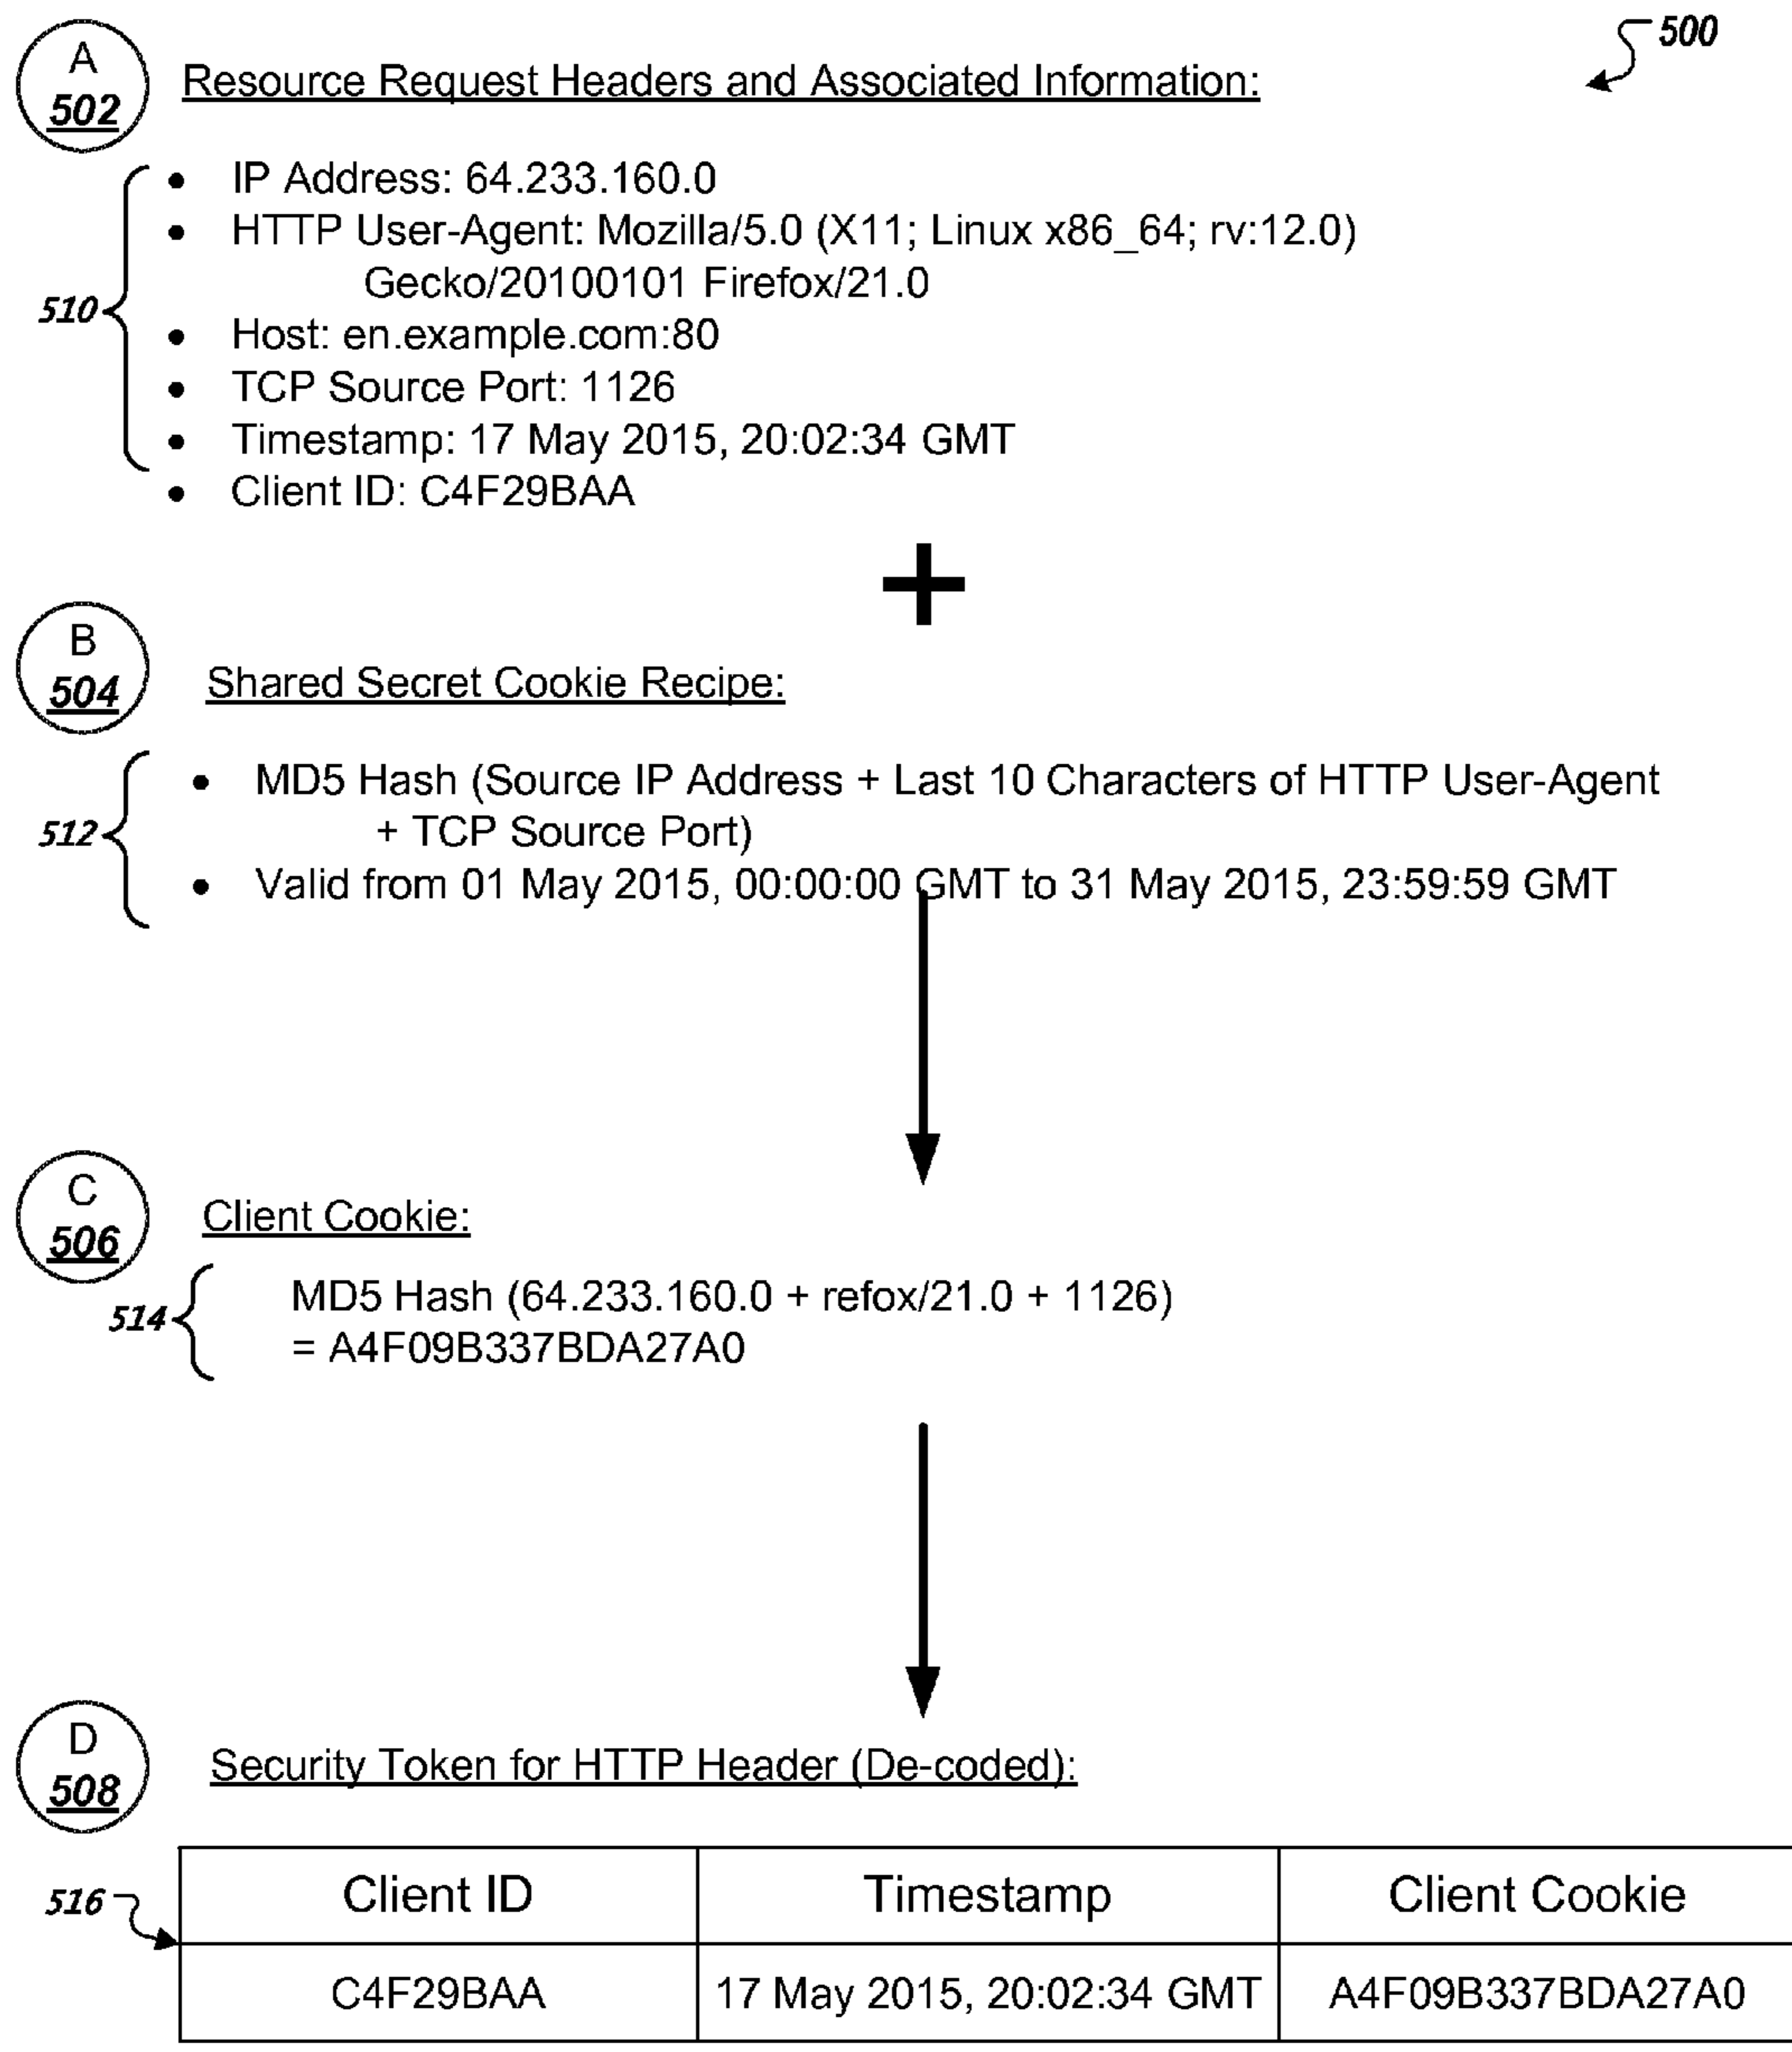 500
A
502
Resource Request Headers and Associated Information:
510
• IP Address: 64.233.160.0
• HTTP User-Agent: Mozilla/5.0 (X11; Linux x86_64; rv:12.0)
Gecko/20100101 Firefox/21.0
• Host: en.example.com:80
• TCP Source Port: 1126
• Timestamp: 17 May 2015, 20:02:34 GMT
• Client ID: C4F29BAA
+
B
504
Shared Secret Cookie Recipe:
512
• MD5 Hash (Source IP Address + Last 10 Characters of HTTP User-Agent
+ TCP Source Port)
• Valid from 01 May 2015, 00:00:00 GMT to 31 May 2015, 23:59:59 GMT
C
506
Client Cookie:
514
MD5 Hash (64.233.160.0 + refox/21.0 + 1126)
= A4F09B337BDA27A0
D
508
Security Token for HTTP Header (De-coded):
516
Client ID Timestamp Client Cookie
C4F29BAA 17 May 2015, 20:02:34 GMT A4F09B337BDA27A0